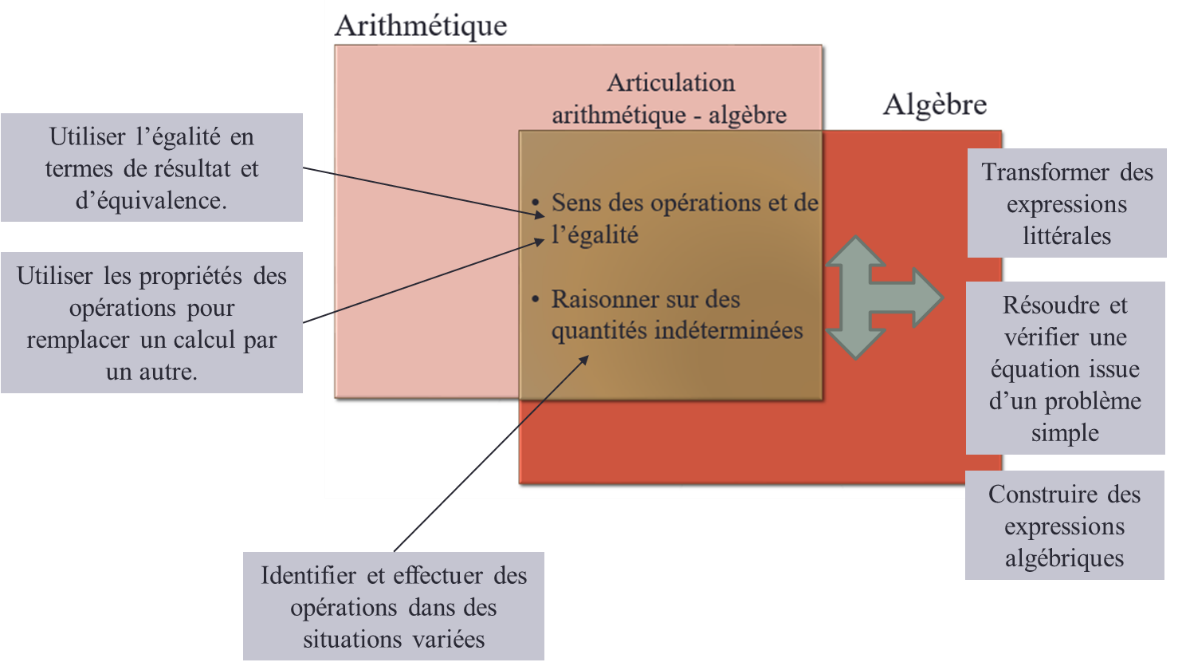 Arithmétique
Articulation
arithmétique - algèbre
Algèbre
Utiliser l’égalité en
termes de résultat et
d’équivalence.
Utiliser les propriétés des
opérations pour
remplacer un calcul par
un autre.
• Sens des opérations et de
l’égalité
• Raisonner sur des
quantités indéterminées
Transformer des
expressions
littérales
Résoudre et
vérifier une
équation issue
d’un problème
simple
Construire des
expressions
algébriques
Identifier et effectuer des
opérations dans des
situations variées